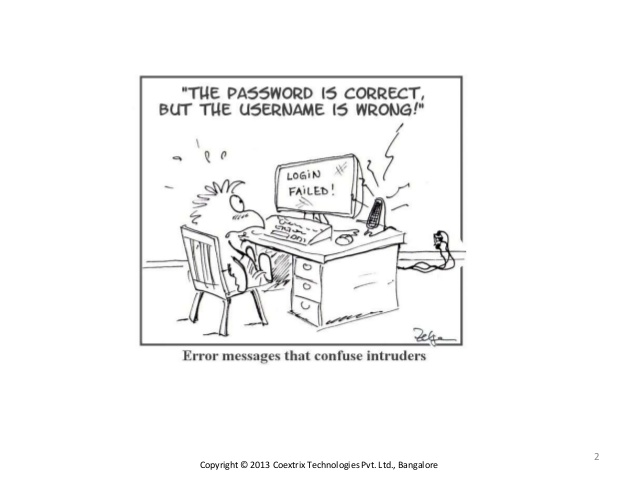 "THE PASSWORD IS CORRECT,
BUT THE USERNAME IS WRONG!"
LOGIN
FAILED!
Error messages that confuse intruders
Copyright © 2013 Coextrix Technologies Pvt. Ltd., Bangalore
2